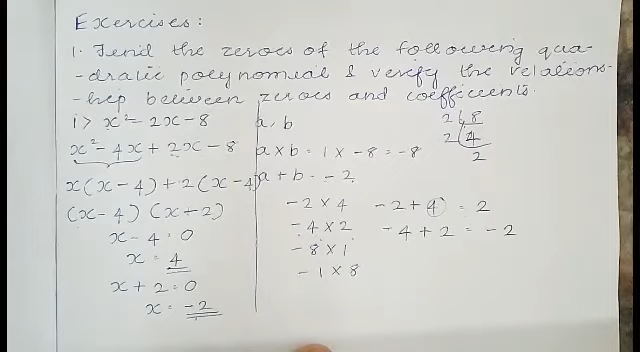 Exercises:
1. Find the zeroes of the following qua-
-dratic polynomial & verify the relations-
-hip between zeroes and coefficients.
i> x² - 2x - 8
x² - 4x + 2x - 8
x(x - 4) + 2(x - 4)
(x - 4) (x + 2)
x - 4 = 0
x = 4
x + 2 = 0
x = -2
a, b
a x b = 1 x -8 = -8
a + b = -2
-2 x 4 -2 + 4 = 2
-4 x 2 -4 + 2 = -2
-8 x 1
-1 x 8
2 8
2 4
2